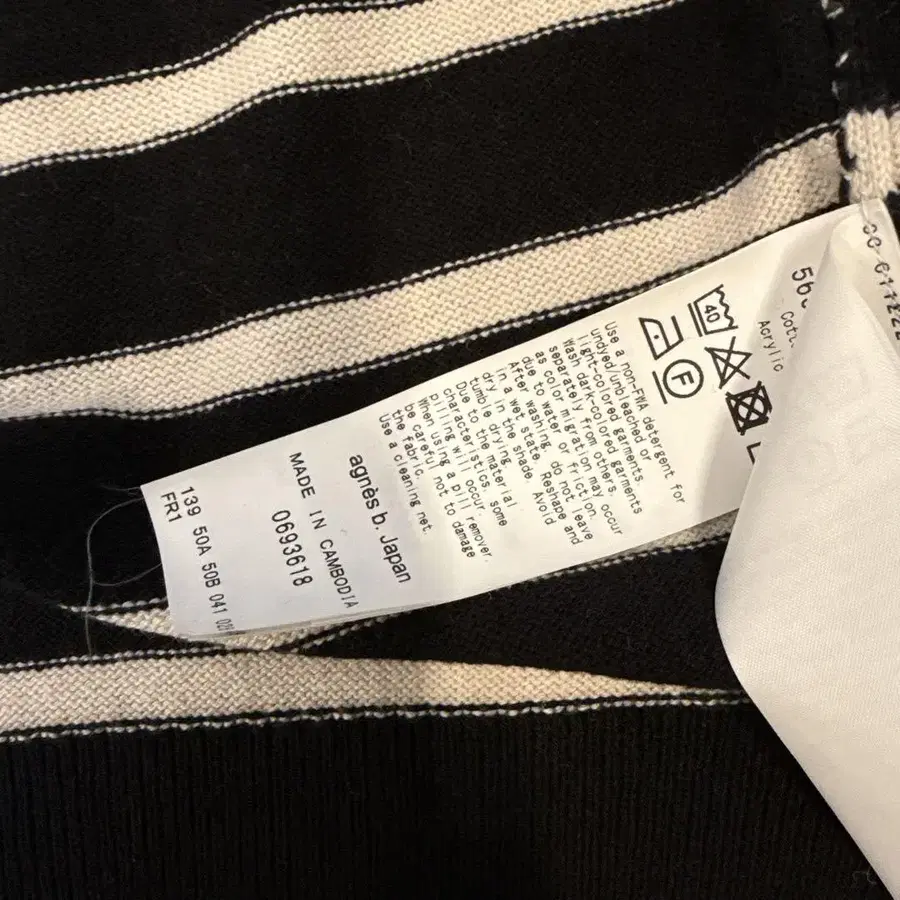 Cott
Acrylic
40
F
Use a non-FWA detergent for
undyed/unbleached or
light-colored garments.
Wash dark-colored garments
separately from others,
as color migration may occur
due to water or friction.
After washing, do not leave
in a wet state. Reshape and
dry in the shade. Avoid
tumble drying.
Due to the material
characteristics, some
pilling will occur.
When using a pill remover,
be careful not to damage
the fabric.
Use a cleaning net.
agnès b. Japan
0693618
MADE IN CAMBODIA
139 50A 50B 041 02
FR1